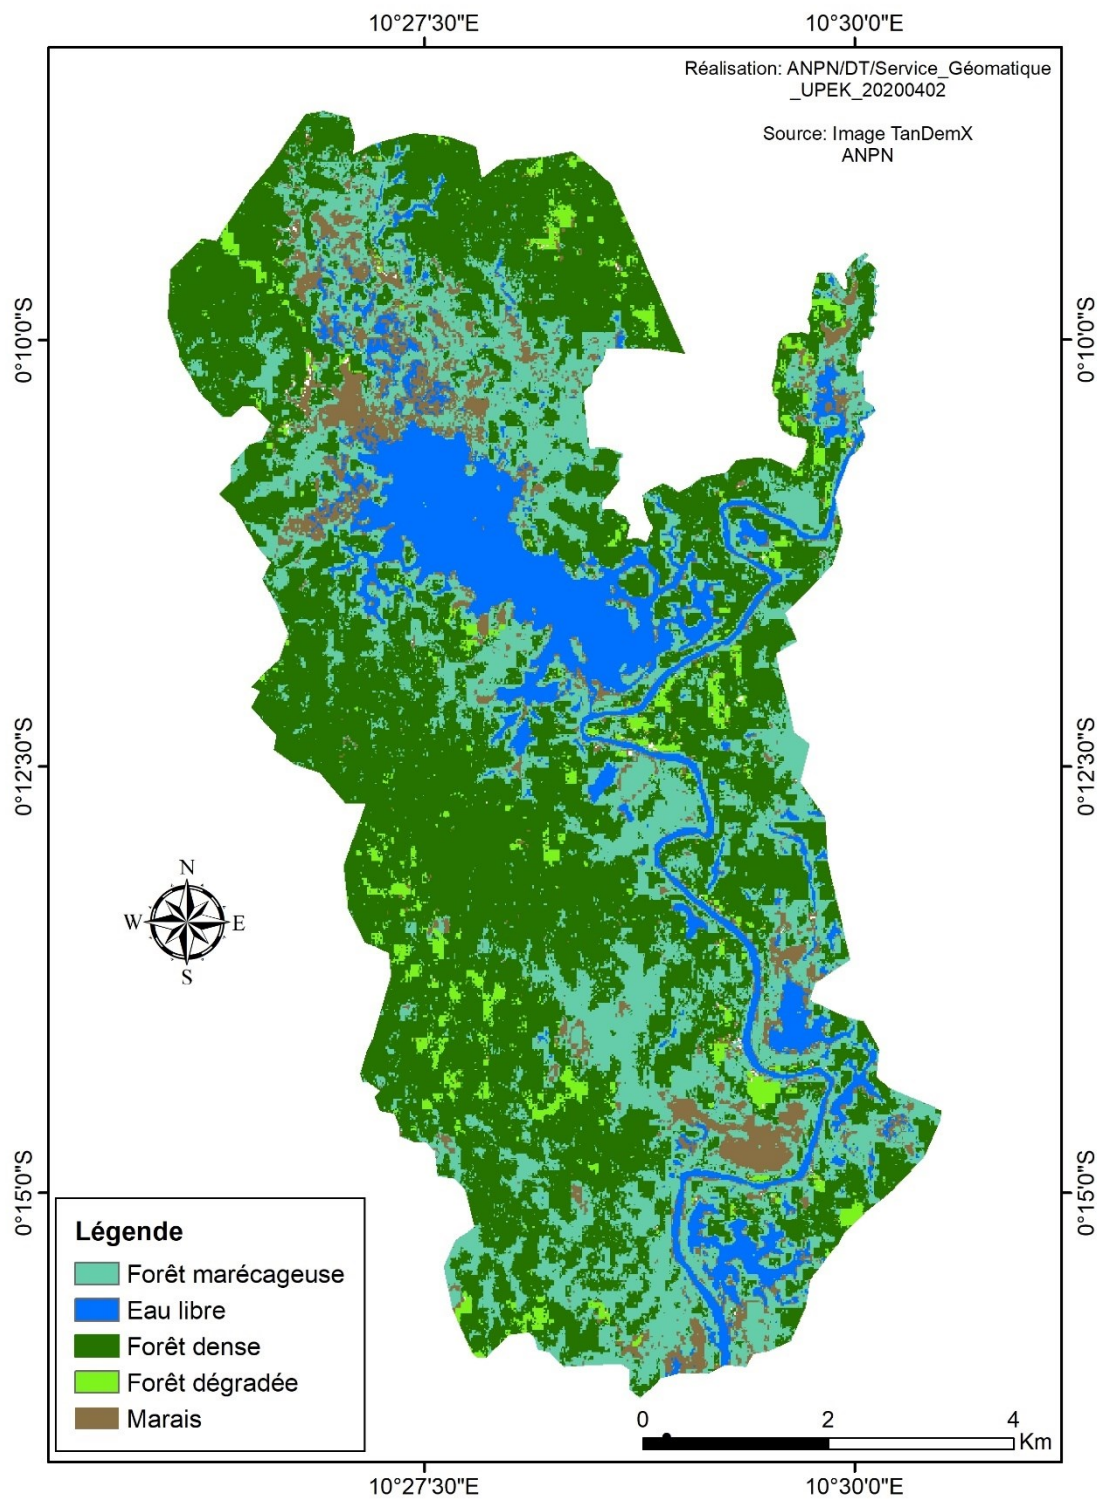 10°27'30"E
10°30'0"E
Réalisation: ANPN/DT/Service_Géomatique
_UPEK_20200402
Source: Image TanDemX
ANPN
0°10'0"S
0°10'0"S
0°12'30"S
0°12'30"S
N
W
E
S
0°15'0"S
0°15'0"S
Légende
Forêt marécageuse
Eau libre
Forêt dense
Forêt dégradée
Marais
0
2
4
Km
10°27'30"E
10°30'0"E